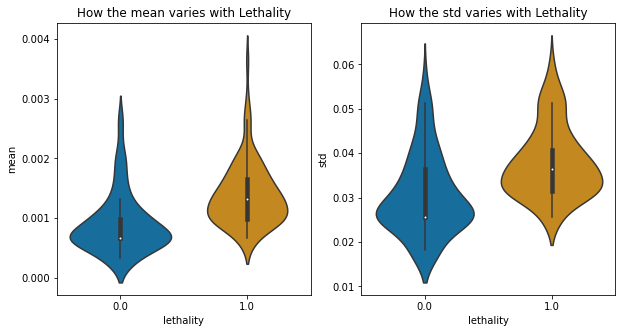 How the mean varies with Lethality
mean
0.004
0.003
0.002
0.001
0.000
0.0
1.0
lethality
How the std varies with Lethality
std
0.06
0.05
0.04
0.03
0.02
0.01
0.0
1.0
lethality